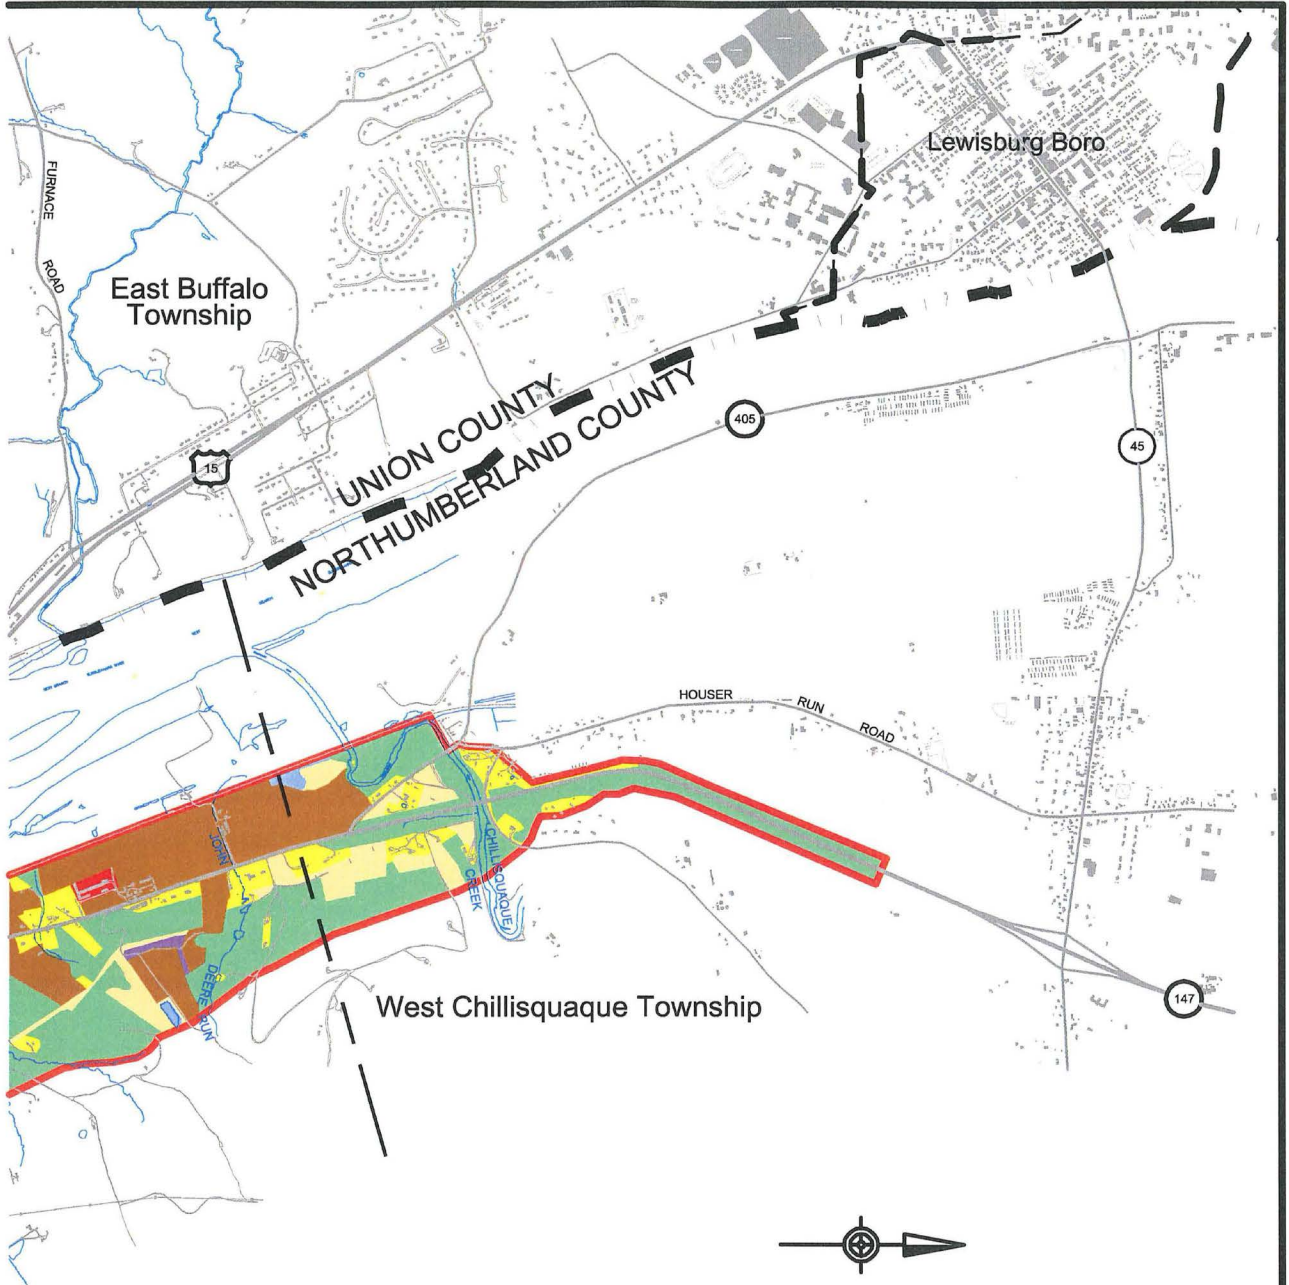 Lewisburg Boro
FURNACE
ROAD
East Buffalo
Township
UNION COUNTY
NORTHUMBERLAND COUNTY
405
45
15
HOUSER
RUN
ROAD
JOHN
CHILLISQUAQUE
CREEK
DEERE
RUN
West Chillisquaque Township
147